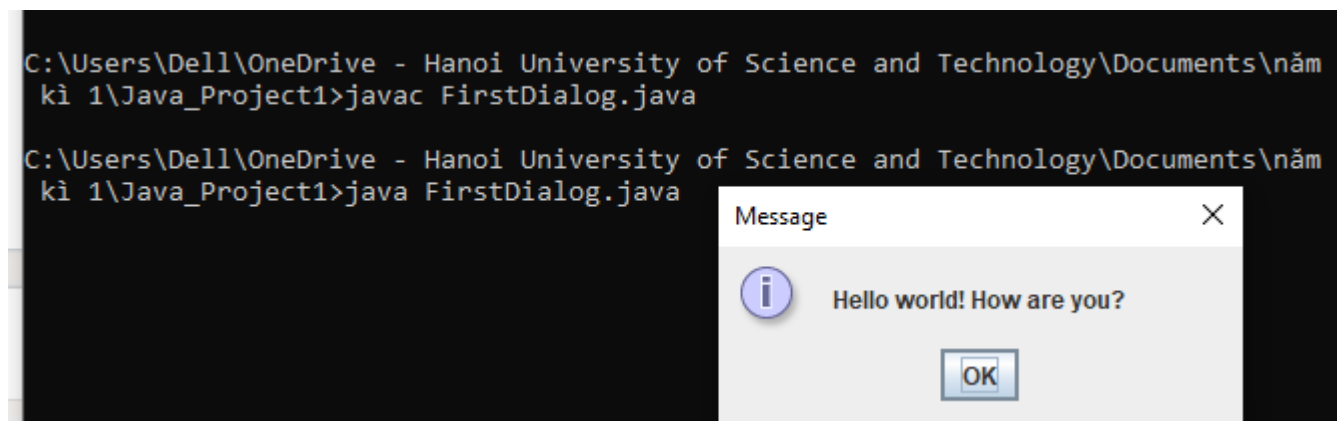 C:\Users\Dell\OneDrive - Hanoi University of Science and Technology\Documents\năm
kì 1\Java_Project1>javac FirstDialog.java
C:\Users\Dell\OneDrive - Hanoi University of Science and Technology\Documents\năm
kì 1\Java_Project1>java FirstDialog.java
Message
Hello world! How are you?
OK